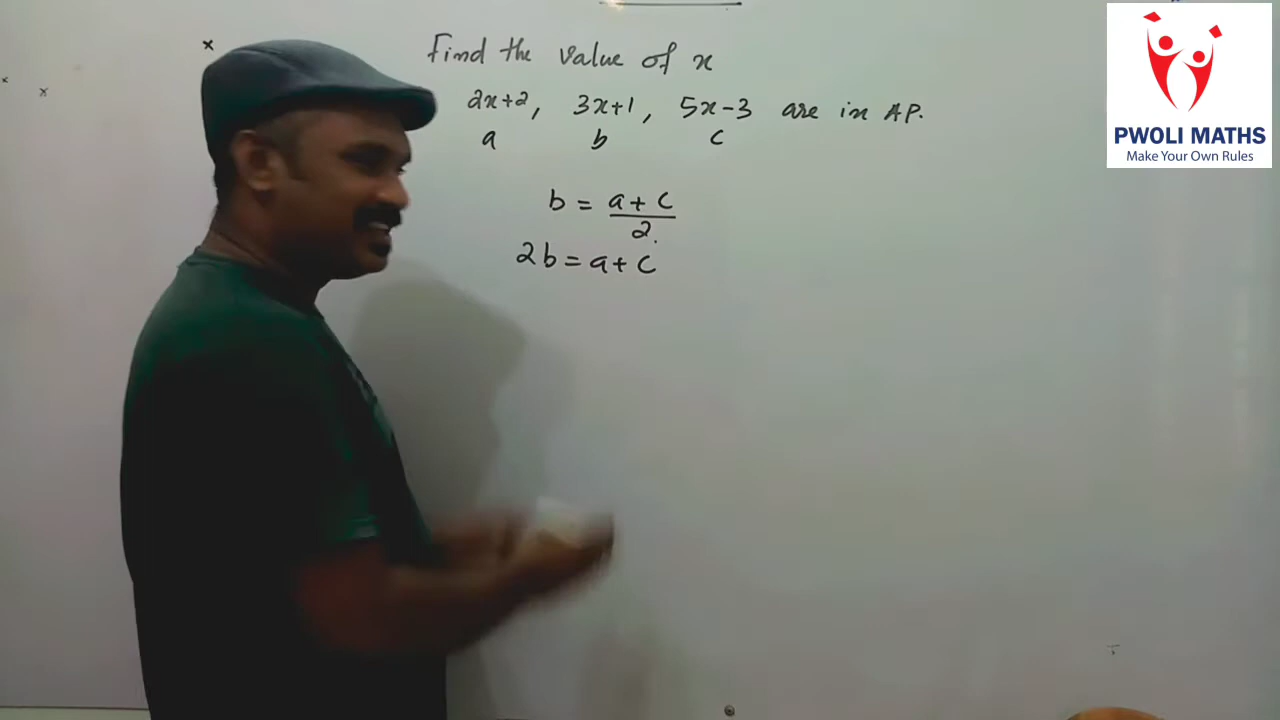 Find the value of x
2x+2, 3x+1, 5x-3 are in AP.
a b c
b = a + c
2.
2b = a + c
PWOLI MATHS
Make Your Own Rules